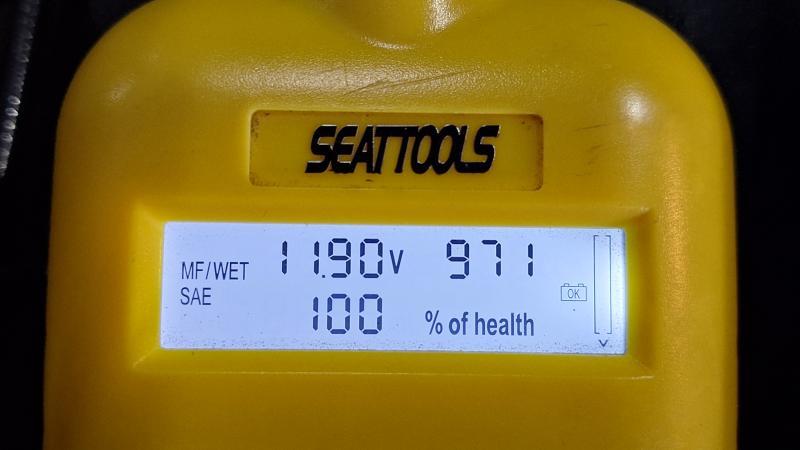 SEATTOOLS
MF/WET 11.90V 971
SAE 100 % of health
OK